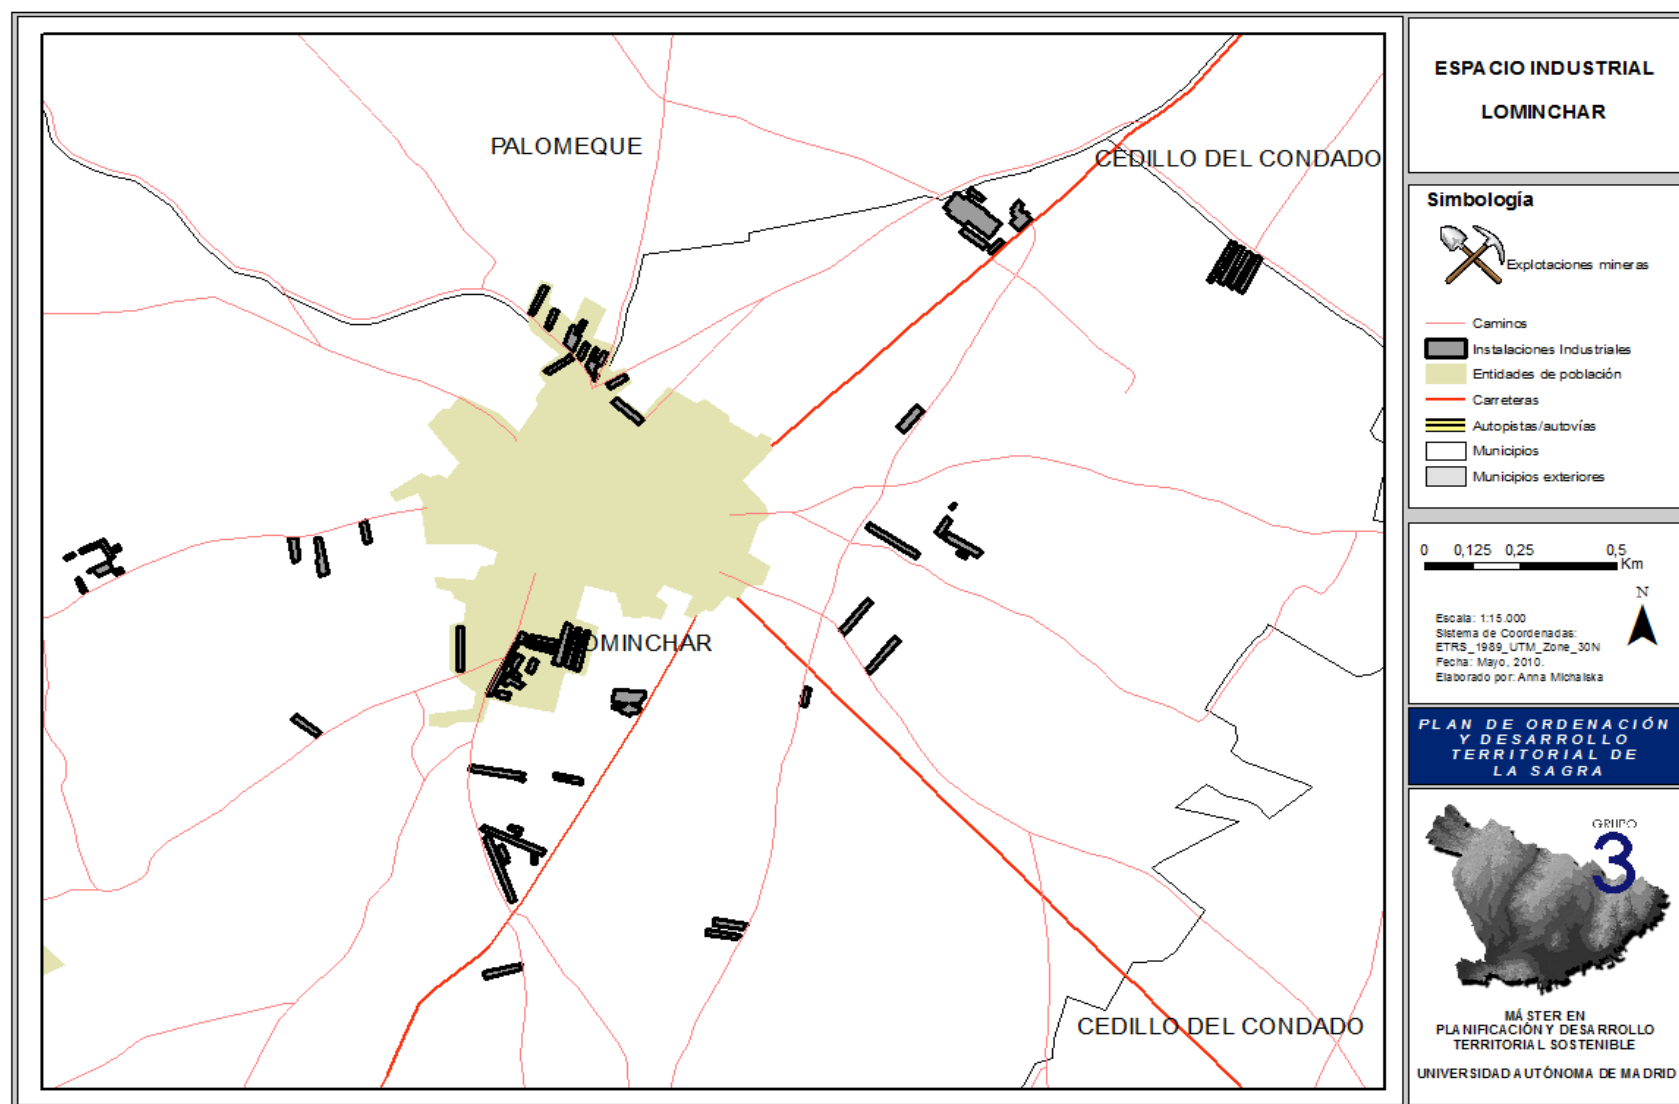 PALOMEQUE
CEDILLO DEL CONDADO
OMINCHAR
CEDILLO DEL CONDADO
ESPACIO INDUSTRIAL
LOMINCHAR
Simbología
Explotaciones mineras
Caminos
Instalaciones Industriales
Entidades de población
Carreteras
Autopistas/autovías
Municipios
Municipios exteriores
0 0,125 0,25 0,5
Km
N
Escala: 1:15.000
Sistema de Coordenadas:
ETRS_1989_UTM_Zone_30N
Fecha: Mayo, 2010.
Elaborado por: Anna Michalska
PLAN DE ORDENACIÓN
Y DESARROLLO
TERRITORIAL DE
LA SAGRA
GRUPO
3
MÁSTER EN
PLANIFICACIÓN Y DESARROLLO
TERRITORIAL SOSTENIBLE
UNIVERSIDAD AUTÓNOMA DE MADRID